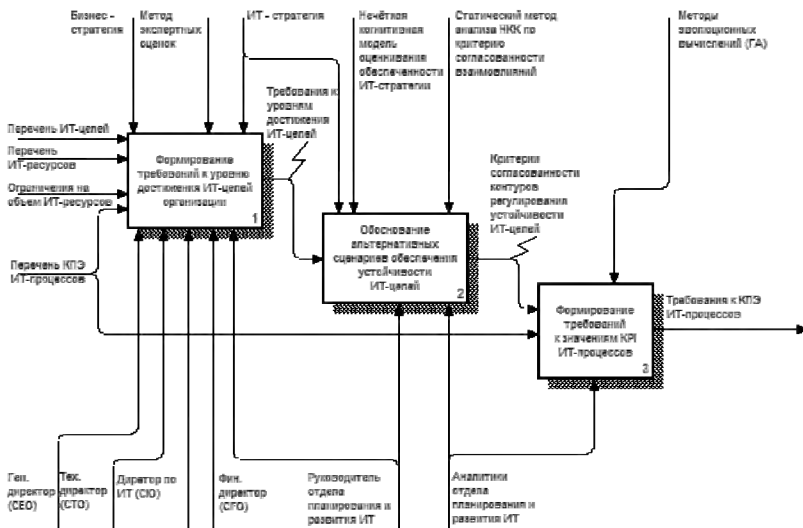 Бизнес -
стратегия
Метод
экспертных
оценок
ИТ - стратегия
Нечёткая
когнитивная
модель
оценивания
обеспеченности
ИТ-стратегии
Статический метод
анализа НКК по
критерию
согласованности
взаимовлияний
Методы
эволюционных
вычислений (ГА)
Перечень ИТ-целей
Перечень
ИТ-ресурсов
Ограничения на
объем ИТ-ресурсов
Перечень КПЭ
ИТ-процессов
Формирование
требований к уровню
достижения ИТ-целей
организации
1
Требования к
уровням
достижения
ИТ-целей
Обоснование
альтернативных
сценариев обеспечения
устойчивости
ИТ-целей
2
Критерии
согласованности
контуров
регулирования
устойчивости
ИТ-целей
Формирование
требований
к значениям KPI
ИТ-процессов
3
Требования к КПЭ
ИТ-процессов
Ген.
директор
(CEO)
Тех.
директор
(CTO)
Директор по
ИТ (CIO)
Фин.
директор
(CFO)
Руководитель
отдела
планирования и
развития ИТ
Аналитики
отдела
планирования и
развития ИТ